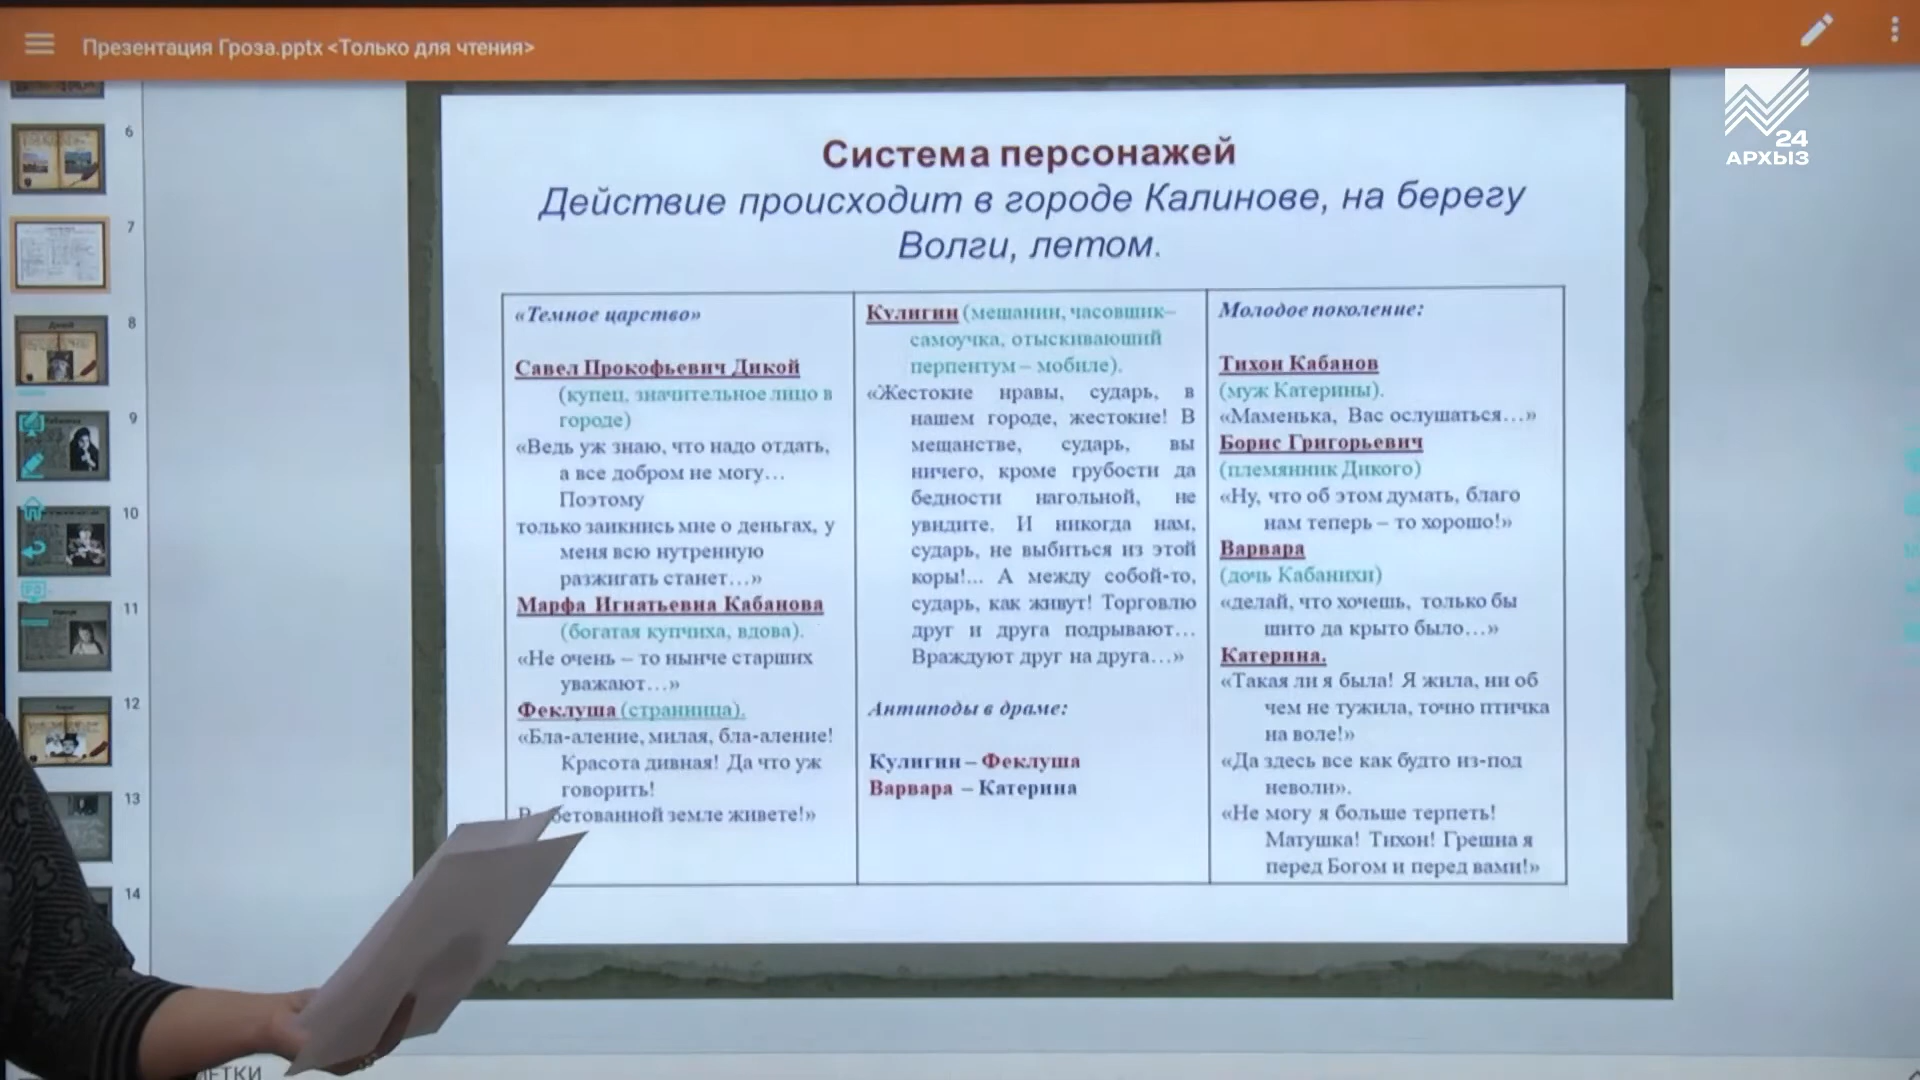 Презентация Гроза.pptx <Только для чтения>
24
АРХЫЗ
6
7
8
9
10
11
12
13
14
Система персонажей
Действие происходит в городе Калинове, на берегу
Волги, летом.
«Темное царство»
Савел Прокофьевич Дикой
(купец, значительное лицо в
городе)
«Ведь уж знаю, что надо отдать,
а все добром не могу…
Поэтому
только заикнись мне о деньгах, у
меня всю нутренную
разжигать станет…»
Марфа Игнатьевна Кабанова
(богатая купчиха, вдова).
«Не очень – то нынче старших
уважают…»
Феклуша (странница).
«Бла-аление, милая, бла-аление!
Красота дивная! Да что уж
говорить!
земле живете!»
Кулигин (мещанин, часовщик–
самоучка, отыскивающий
перпентум – мобиле).
«Жестокие нравы, сударь, в
нашем городе, жестокие! В
мещанстве, сударь, вы
ничего, кроме грубости да
бедности нагольной, не
увидите. И никогда нам,
сударь, не выбиться из этой
коры!... А между собой-то,
сударь, как живут! Торговлю
друг и друга подрывают…
Враждуют друг на друга…»
Антиподы в драме:
Кулигин – Феклуша
Варвара – Катерина
Молодое поколение:
Тихон Кабанов
(муж Катерины).
«Маменька, Вас ослушаться…»
Борис Григорьевич
(племянник Дикого)
«Ну, что об этом думать, благо
нам теперь – то хорошо!»
Варвара
(дочь Кабанихи)
«делай, что хочешь, только бы
шито да крыто было…»
Катерина.
«Такая ли я была! Я жила, ни об
чем не тужила, точно птичка
на воле!»
«Да здесь все как будто из-под
неволи».
«Не могу я больше терпеть!
Матушка! Тихон! Грешна я
перед Богом и перед вами!»